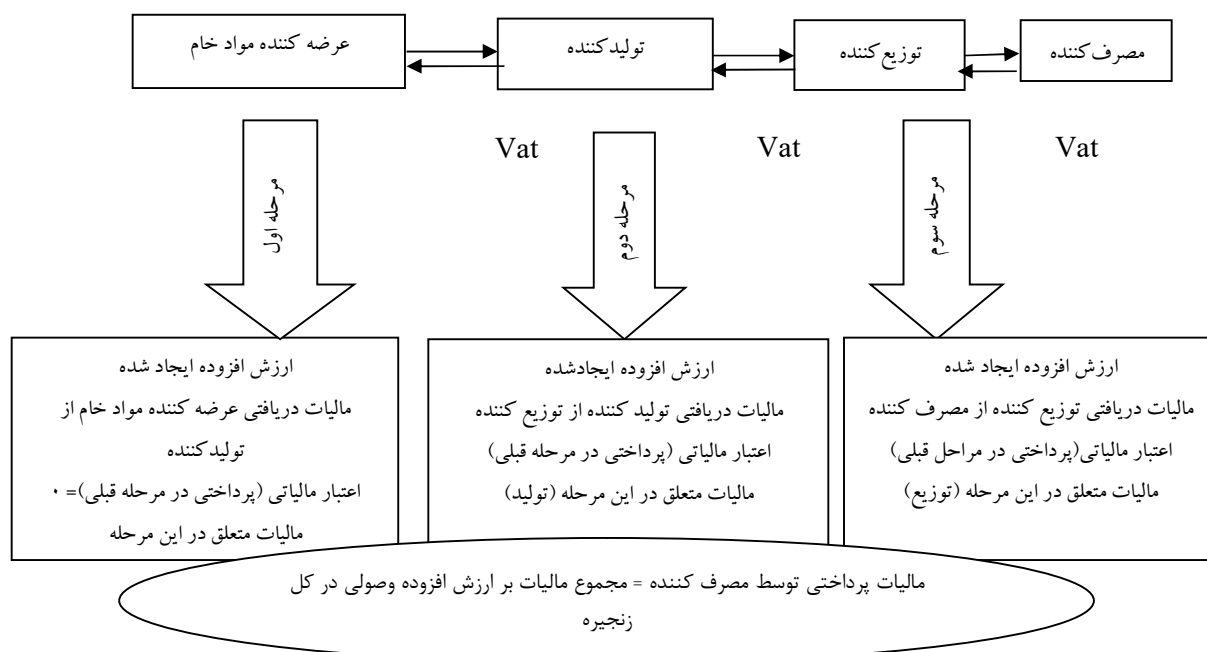 عرضه کننده مواد خام
تولیدکننده
توزیع‌کننده
مصرف‌کننده
Vat
Vat
Vat
مرحله اول
مرحله دوم
مرحله سوم
ارزش افزوده ایجاد شده
مالیات دریافتی عرضه کننده مواد خام از
تولیدکننده
اعتبار مالیاتی (پرداختی در مرحله قبلی)= ۰
مالیات متعلق در این مرحله
ارزش افزوده ایجادشده
مالیات دریافتی تولید کننده از توزیع کننده
اعتبار مالیاتی (پرداختی در مرحله قبلی)
مالیات متعلق در این مرحله (تولید)
ارزش افزوده ایجاد شده
مالیات دریافتی توزیع کننده از مصرف کننده
اعتبار مالیاتی(پرداختی در مراحل قبلی)
مالیات متعلق در این مرحله (توزیع)
مالیات پرداختی توسط مصرف کننده = مجموع مالیات بر ارزش افزوده وصولی در کل
زنجیره